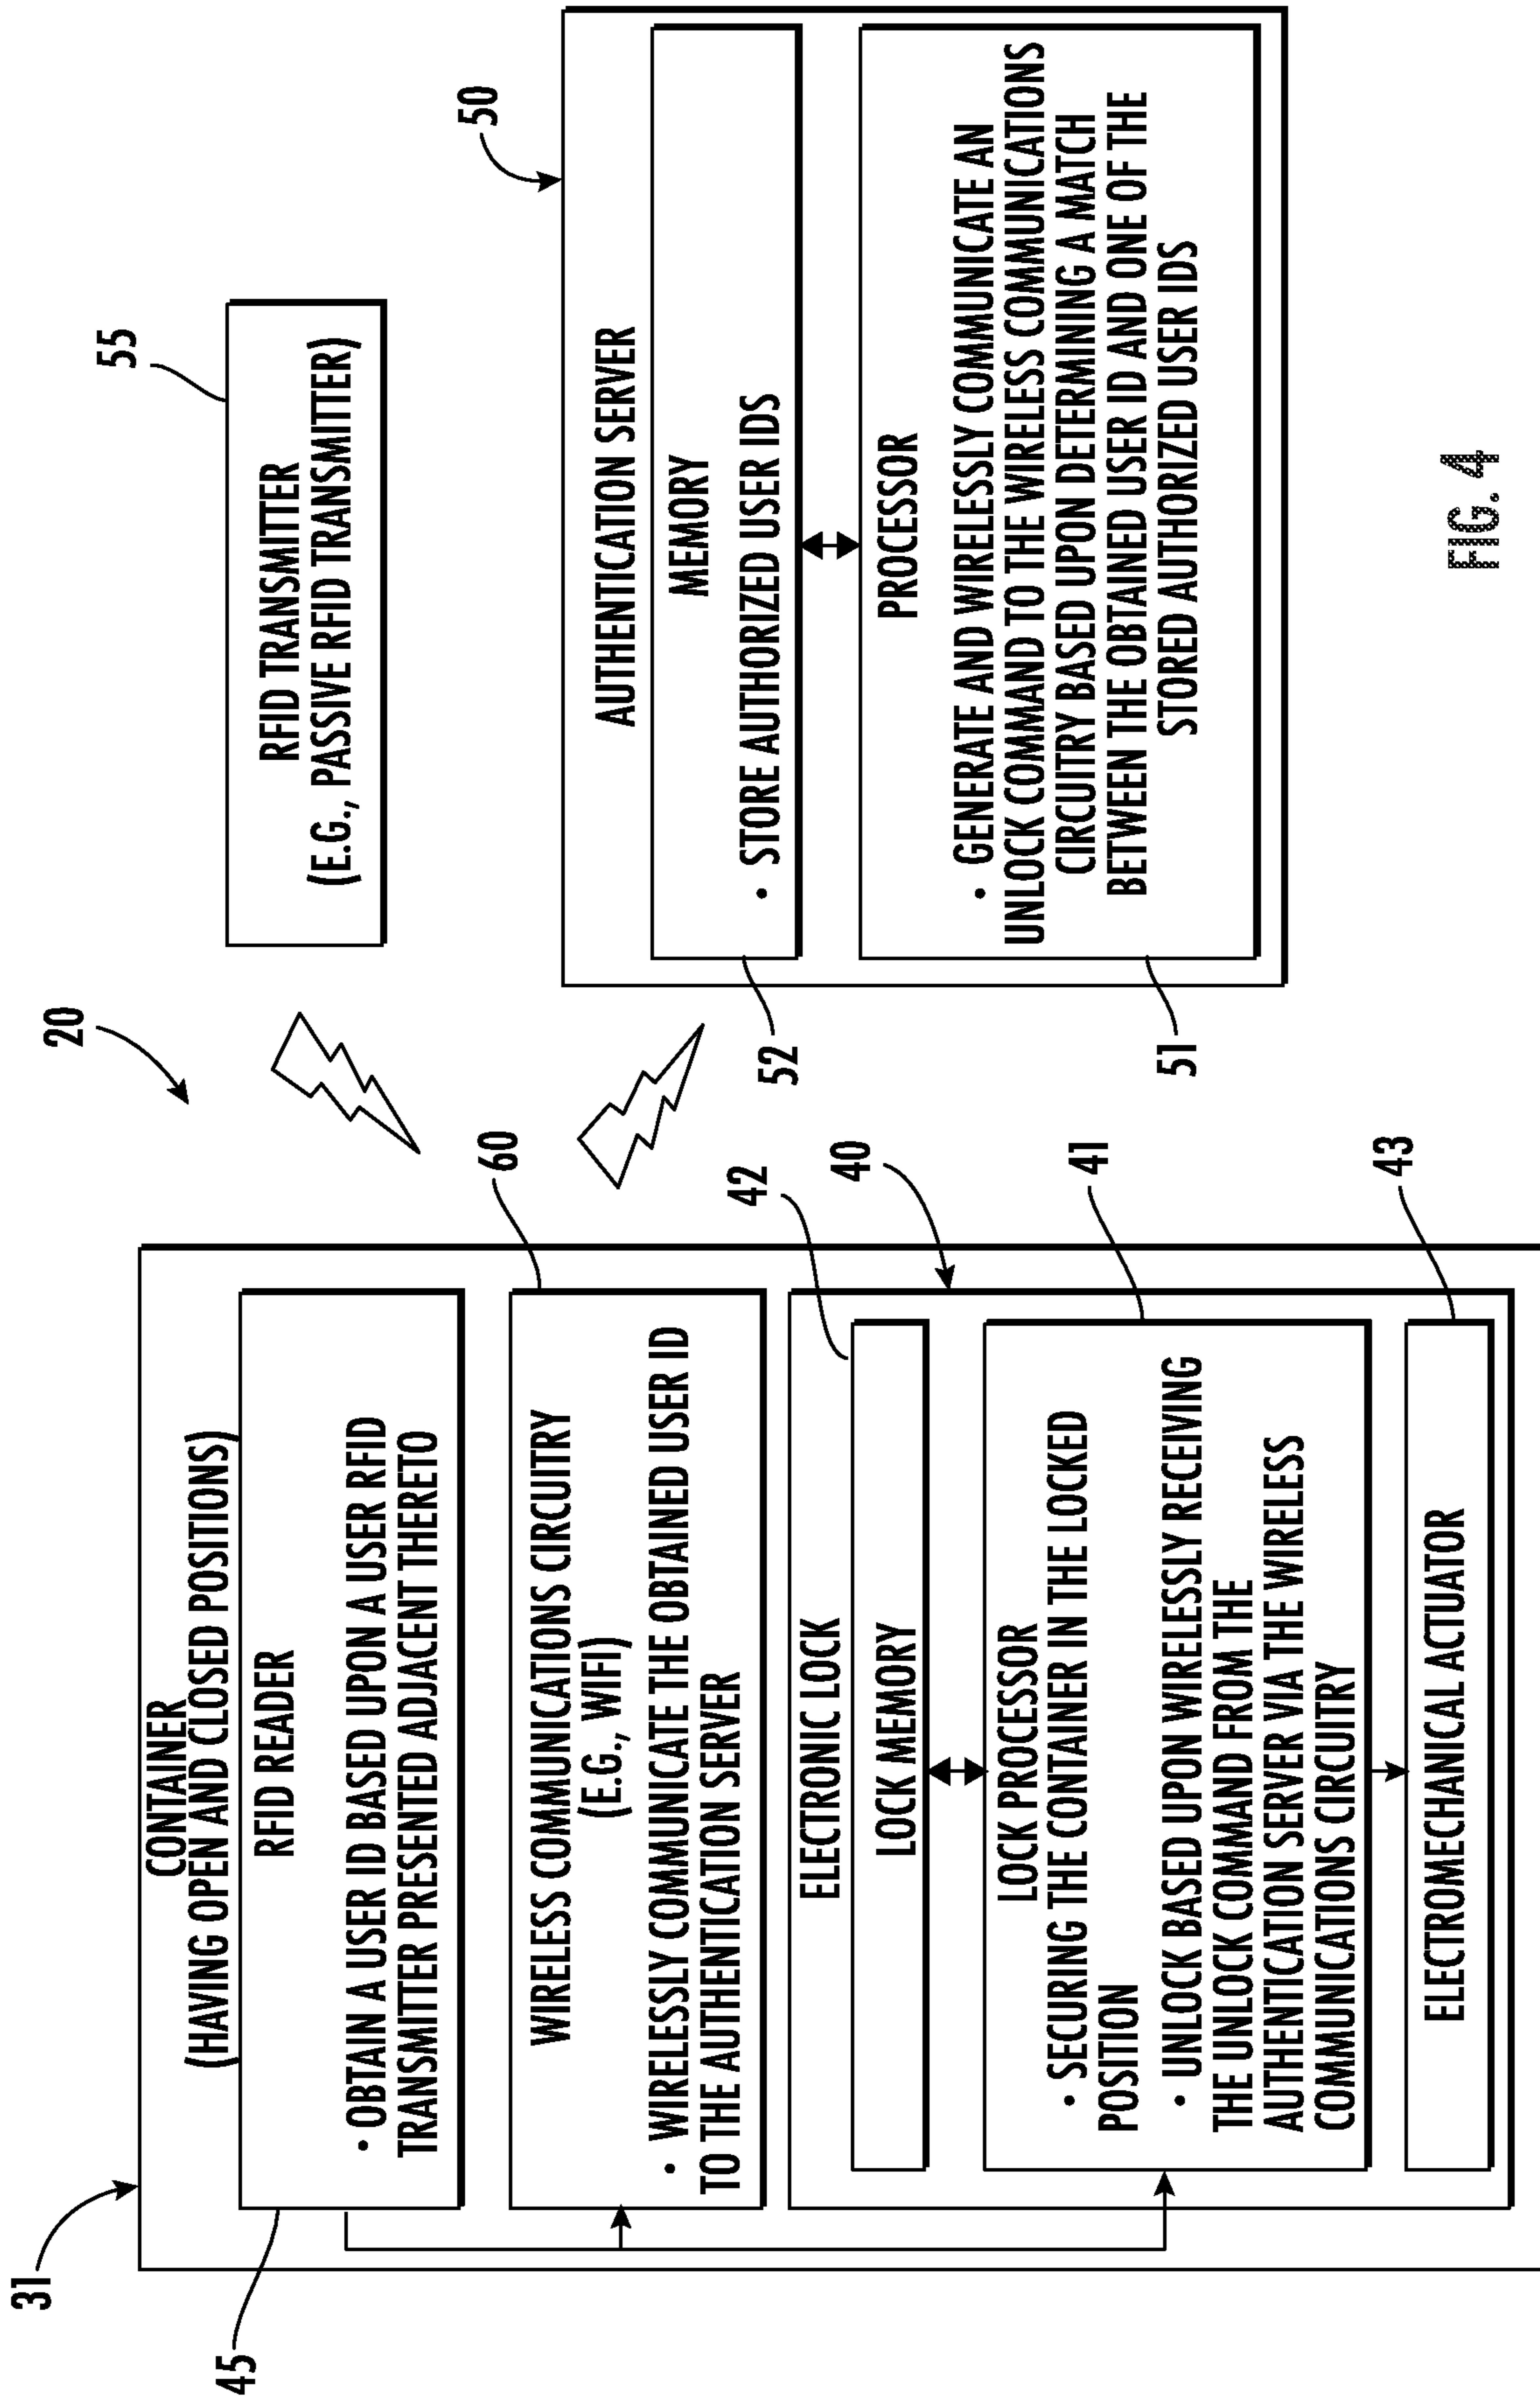 20
31
CONTAINER
(HAVING OPEN AND CLOSED POSITIONS)
45
RFID READER
• OBTAIN A USER ID BASED UPON A USER RFID
TRANSMITTER PRESENTED ADJACENT THERETO
60
WIRELESS COMMUNICATIONS CIRCUITRY
(E.G., WIFI)
• WIRELESSLY COMMUNICATE THE OBTAINED USER ID
TO THE AUTHENTICATION SERVER
40
ELECTRONIC LOCK
42
LOCK MEMORY
41
LOCK PROCESSOR
• SECURING THE CONTAINER IN THE LOCKED
POSITION
• UNLOCK BASED UPON WIRELESSLY RECEIVING
THE UNLOCK COMMAND FROM THE
AUTHENTICATION SERVER VIA THE WIRELESS
COMMUNICATIONS CIRCUITRY
43
ELECTROMECHANICAL ACTUATOR
55
RFID TRANSMITTER
(E.G., PASSIVE RFID TRANSMITTER)
50
AUTHENTICATION SERVER
52
MEMORY
• STORE AUTHORIZED USER IDS
51
PROCESSOR
• GENERATE AND WIRELESSLY COMMUNICATE AN
UNLOCK COMMAND TO THE WIRELESS COMMUNICATIONS
CIRCUITRY BASED UPON DETERMINING A MATCH
BETWEEN THE OBTAINED USER ID AND ONE OF THE
STORED AUTHORIZED USER IDS
FIG. 4